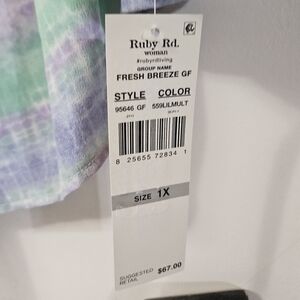 Ruby Rd.
woman
#rubyrdliving
GROUP NAME
FRESH BREEZE GF
STYLE COLOR
95646 GF 559LILMULT
8 25655 72834 1
SIZE 1X
SUGGESTED
RETAIL $67.00